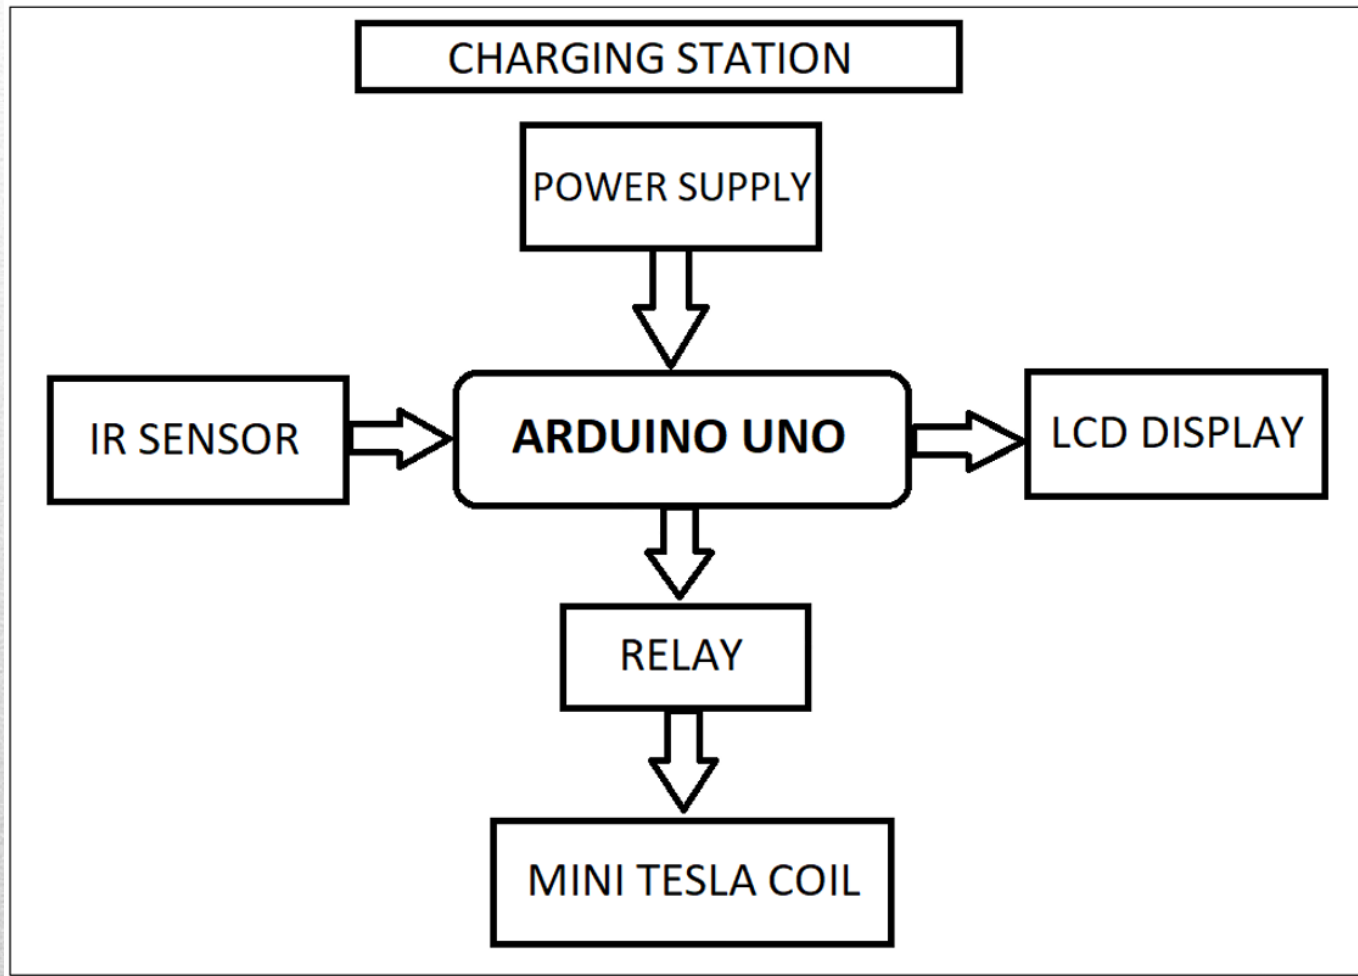 CHARGING STATION
POWER SUPPLY
IR SENSOR
ARDUINO UNO
LCD DISPLAY
RELAY
MINI TESLA COIL